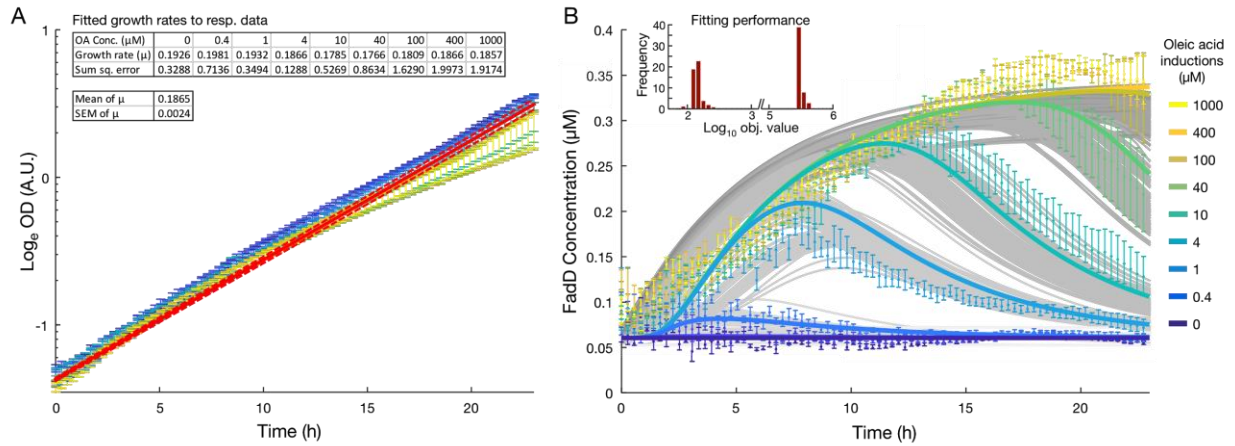 A
Fitted growth rates to resp. data
OA Conc. (μM) 0 0.4 1 4 10 40 100 400 1000
Growth rate (μ) 0.1926 0.1981 0.1932 0.1866 0.1785 0.1766 0.1809 0.1866 0.1857
Sum sq. error 0.3288 0.7136 0.3494 0.1288 0.5269 0.8634 1.6290 1.9973 1.9174
Mean of μ 0.1865
SEM of μ 0.0024
Logₑ OD (A.U.)
1
0
-1
0 5 10 15 20
Time (h)
B
Fitting performance
Frequency
40
30
20
10
0
2 3 // 5 6
Log₁₀ obj. value
FadD Concentration (μM)
0.4
0.35
0.3
0.25
0.2
0.15
0.1
0.05
0
0 5 10 15 20
Time (h)
Oleic acid
inductions
(μM)
1000
400
100
40
10
4
1
0.4
0